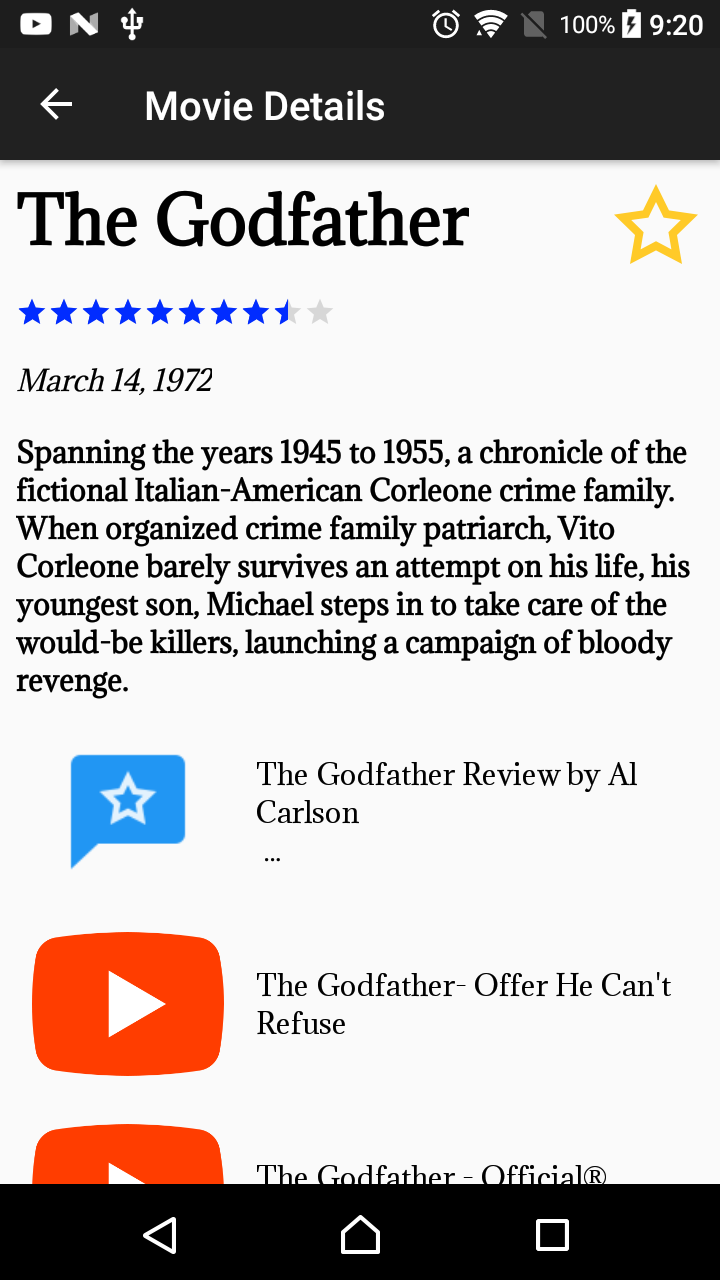 100% 9:20
Movie Details
The Godfather
March 14, 1972
Spanning the years 1945 to 1955, a chronicle of the
fictional Italian-American Corleone crime family.
When organized crime family patriarch, Vito
Corleone barely survives an attempt on his life, his
youngest son, Michael steps in to take care of the
would-be killers, launching a campaign of bloody
revenge.
The Godfather Review by Al
Carlson
...
The Godfather- Offer He Can't
Refuse
The Godfather - Official®